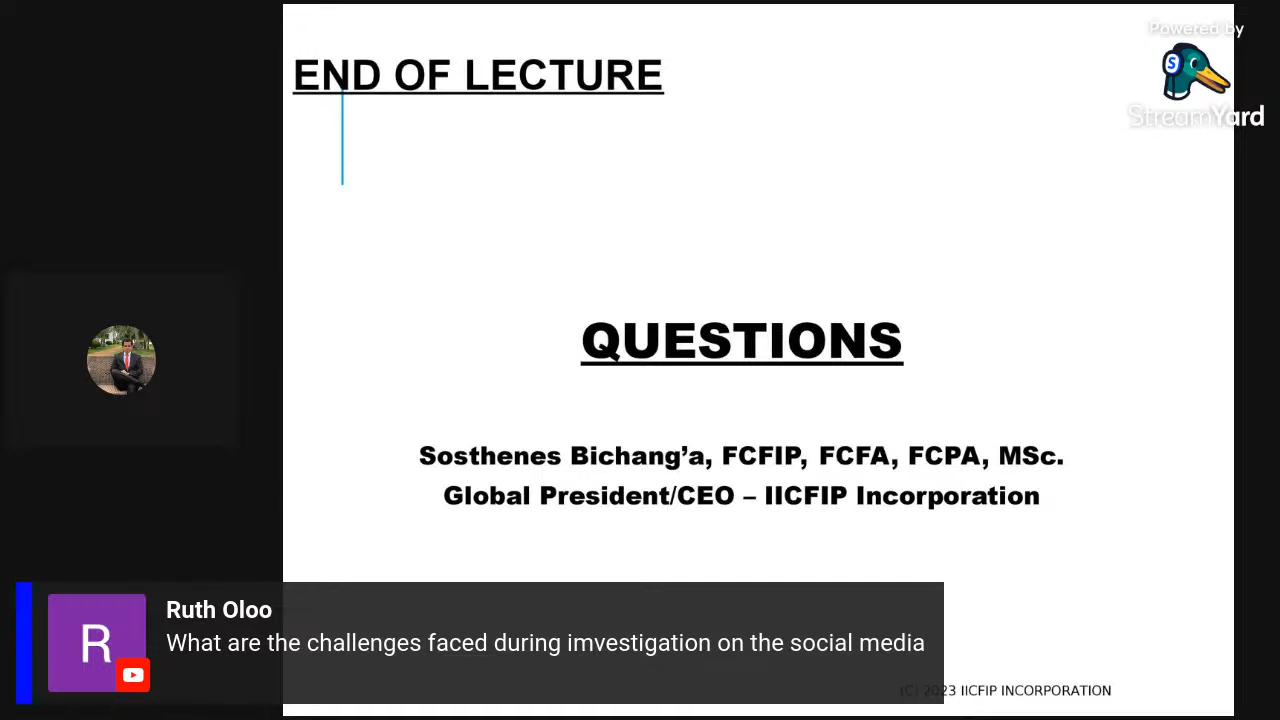 Powered by
S
StreamYard
END OF LECTURE
QUESTIONS
Sosthenes Bichang’a, FCFIP, FCFA, FCPA, MSc.
Global President/CEO – IICFIP Incorporation
R
Ruth Oloo
What are the challenges faced during imvestigation on the social media
(C) 2023 IICFIP INCORPORATION